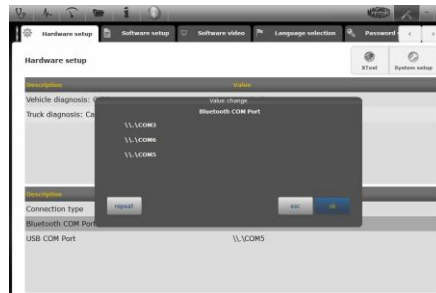 Hardware setup
Software setup
Software video
Language selection
Password
Hardware setup
XTest
System setup
Description
Value
Vehicle diagnosis:
Truck diagnosis: Ca
Value change
Bluetooth COM Port
\\.\COM3
\\.\COM6
\\.\COM5
repeat
esc
ok
Description
Connection type
Bluetooth COM Port
USB COM Port
\\.\COM5